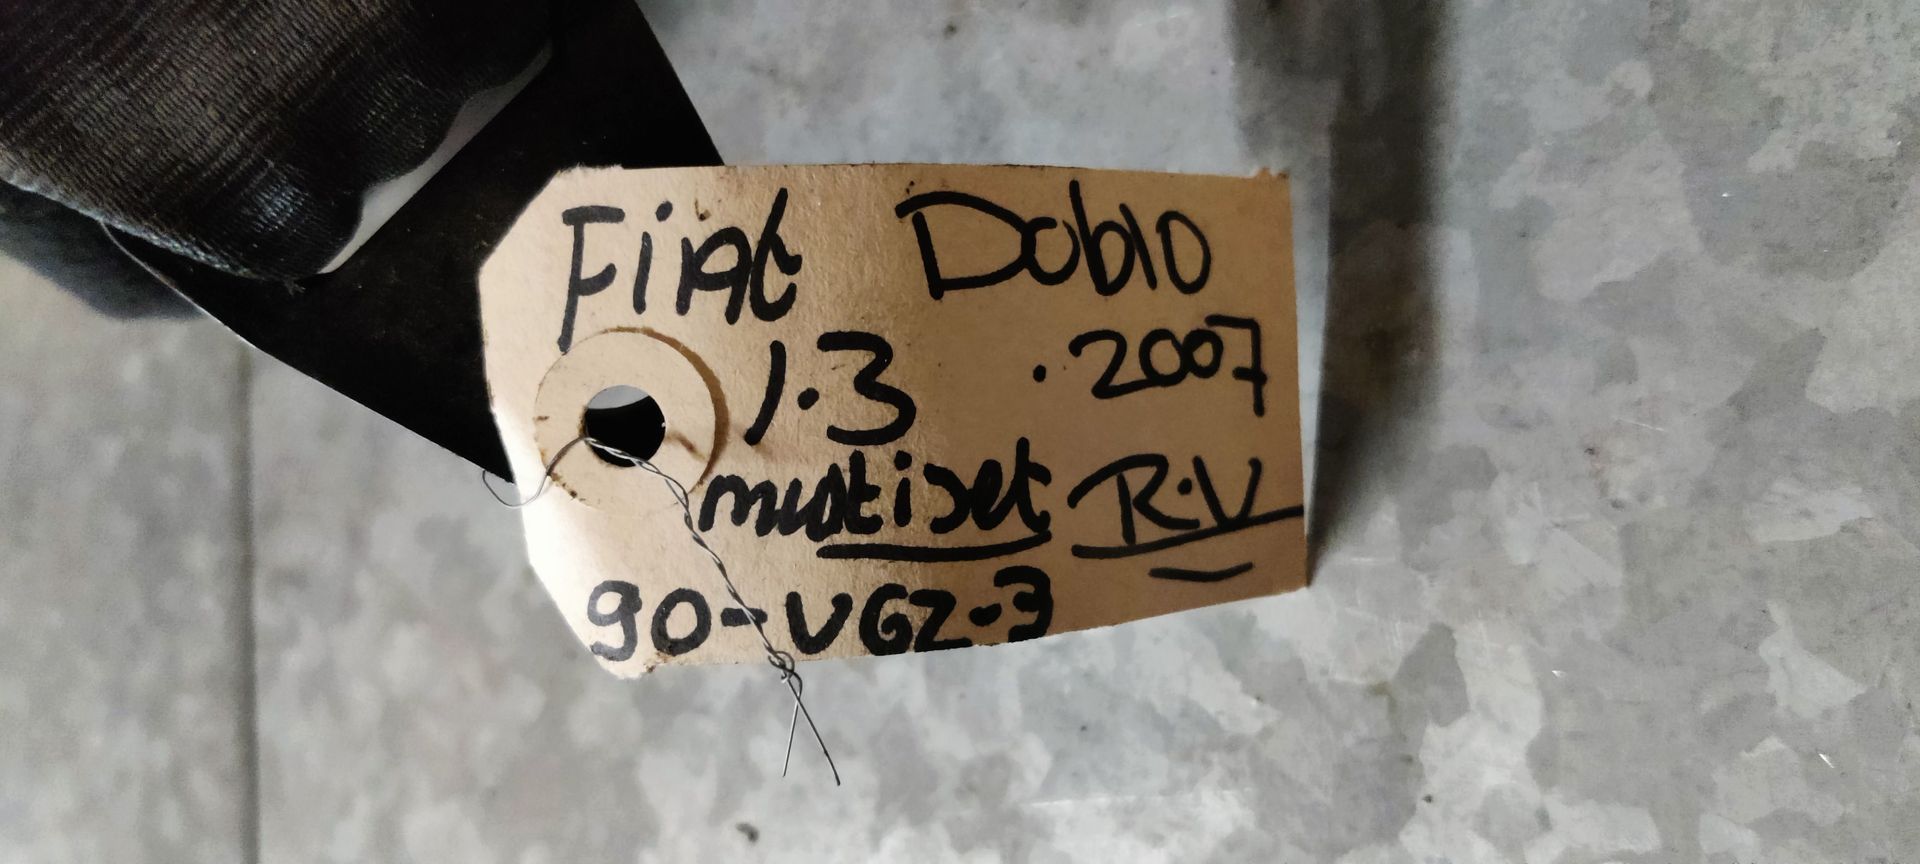 Fiat Doblo
1.3 . 2007
multijet R.V
90-VGZ-3